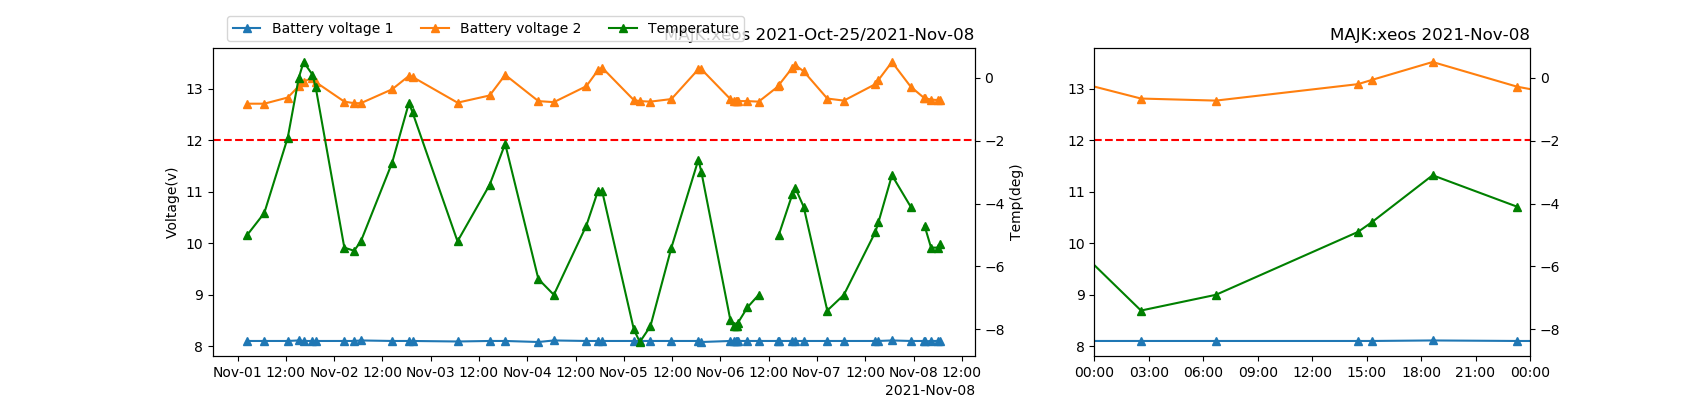 Battery voltage 1 Battery voltage 2 Temperature
MAJK:xeos 2021-Oct-25/2021-Nov-08
MAJK:xeos 2021-Nov-08
Voltage(v)
13
12
11
10
9
8
0
−2
−4
−6
−8
Temp(deg)
Nov-01 12:00 Nov-02 12:00 Nov-03 12:00 Nov-04 12:00 Nov-05 12:00 Nov-06 12:00 Nov-07 12:00 Nov-08 12:00
2021-Nov-08
13
12
11
10
9
8
0
−2
−4
−6
−8
00:00 03:00 06:00 09:00 12:00 15:00 18:00 21:00 00:00